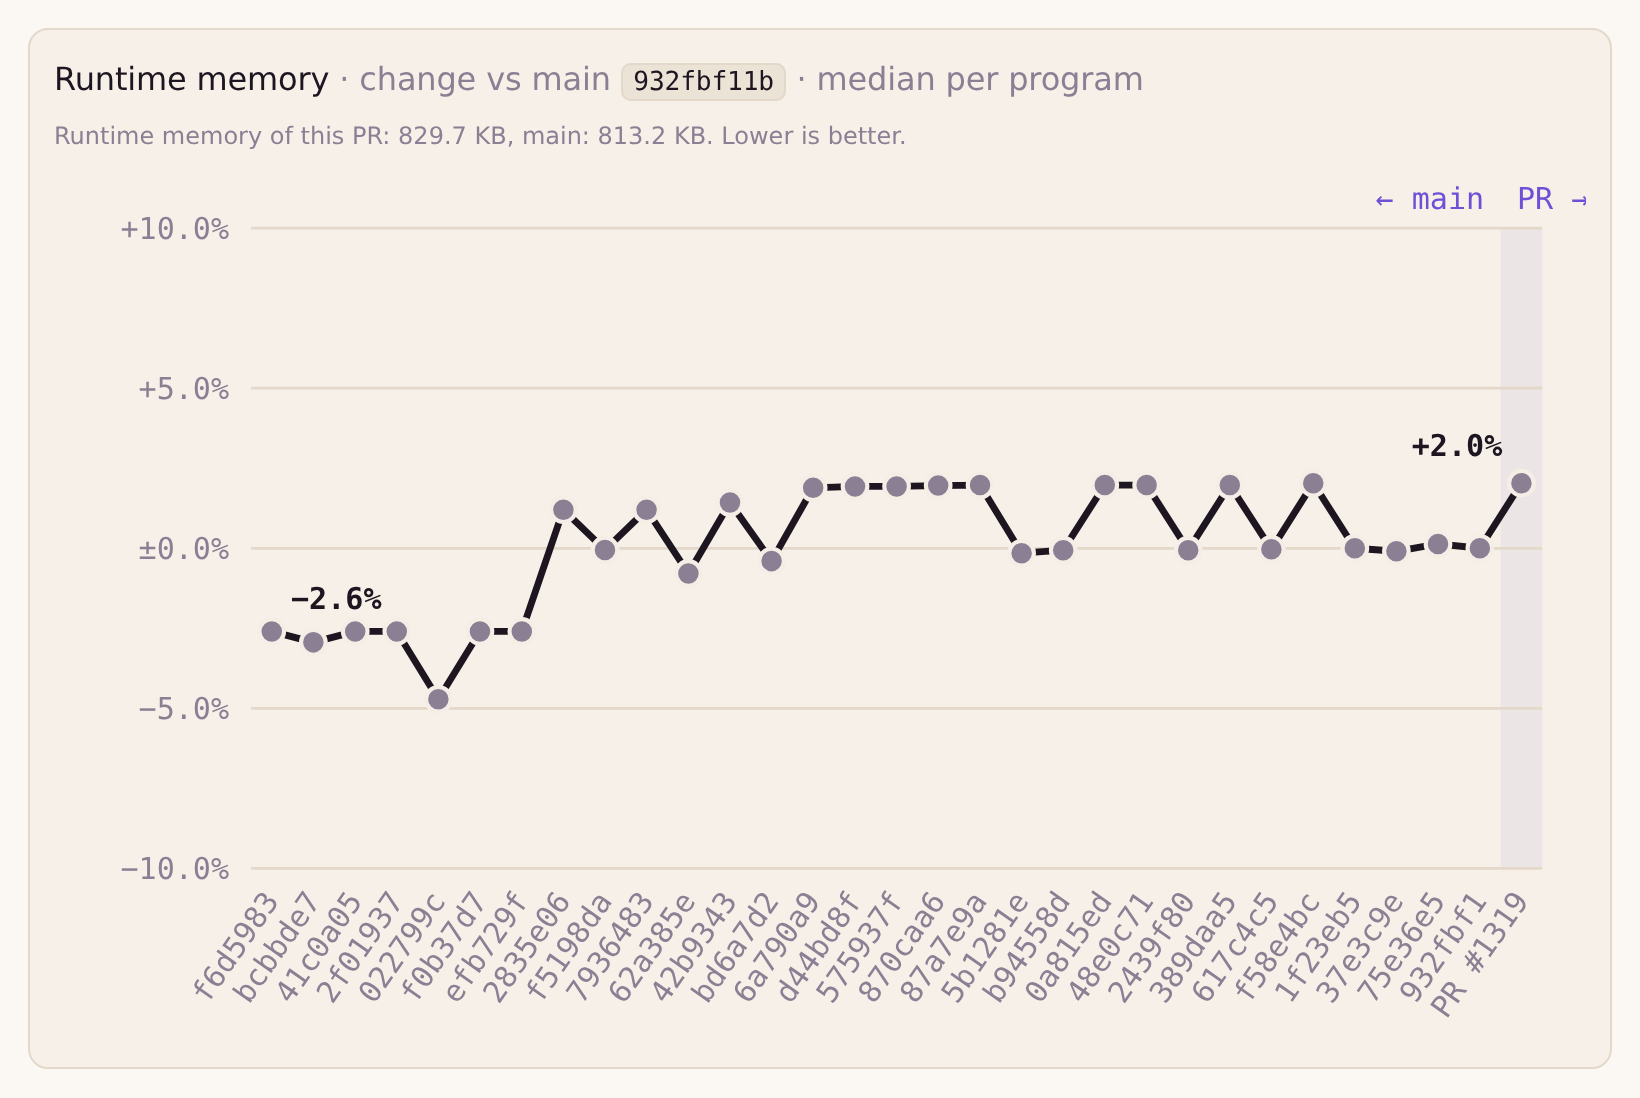 Runtime memory · change vs main 932fbf11b · median per program
Runtime memory of this PR: 829.7 KB, main: 813.2 KB. Lower is better.
← main PR →
+10.0%
+5.0%
+2.0%
±0.0%
−2.6%
−5.0%
−10.0%
f6d5983
bcbbde7
41c0a05
2f01937
022799c
f0b37d7
efb729f
2835e06
f5198da
7936483
62a385e
42b9343
bd6a7d2
6a790a9
d44bd8f
575937f
870caa6
87a7e9a
5b1281e
b94558d
0a815ed
48e0c71
2439f80
389daa5
617c4c5
f58e4bc
1f23eb5
37e3c9e
75e36e5
932fbf1
PR #1319